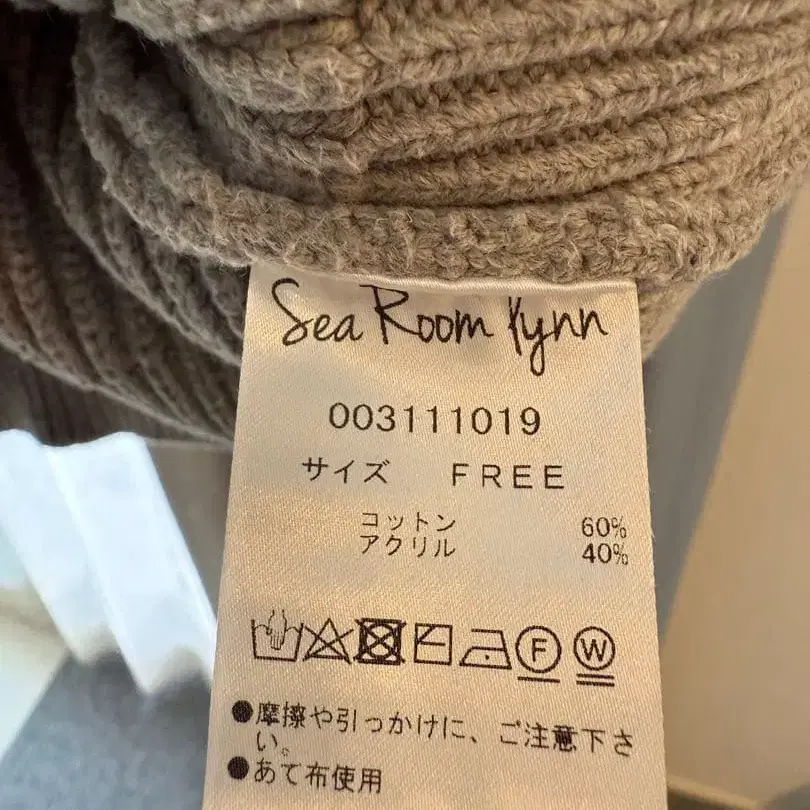 Sea Room lynn
003111019
サイズ FREE
コットン 60%
アクリル 40%
F W
●摩擦や引っかけに、ご注意下さ
い。
●あて布使用